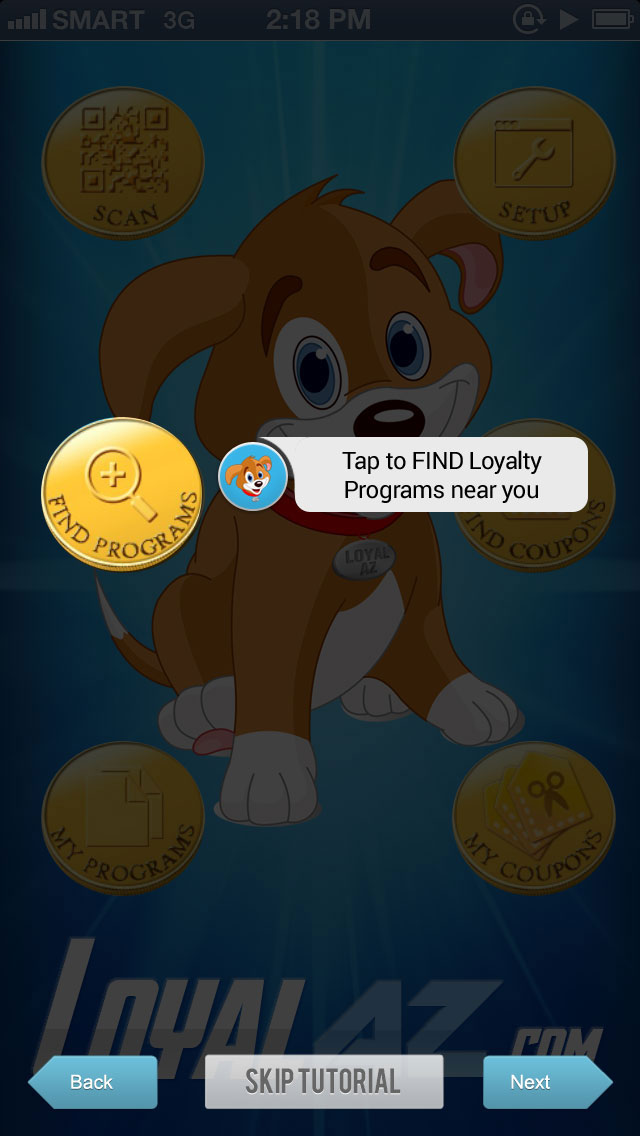 SMART 3G 2:18 PM
SCAN
SETUP
FIND PROGRAMS
Tap to FIND Loyalty
Programs near you
IND COUPONS
LOYAL
AZ
MY PROGRAMS
MY COUPONS
LOYALAZ.COM
Back
SKIP TUTORIAL
Next